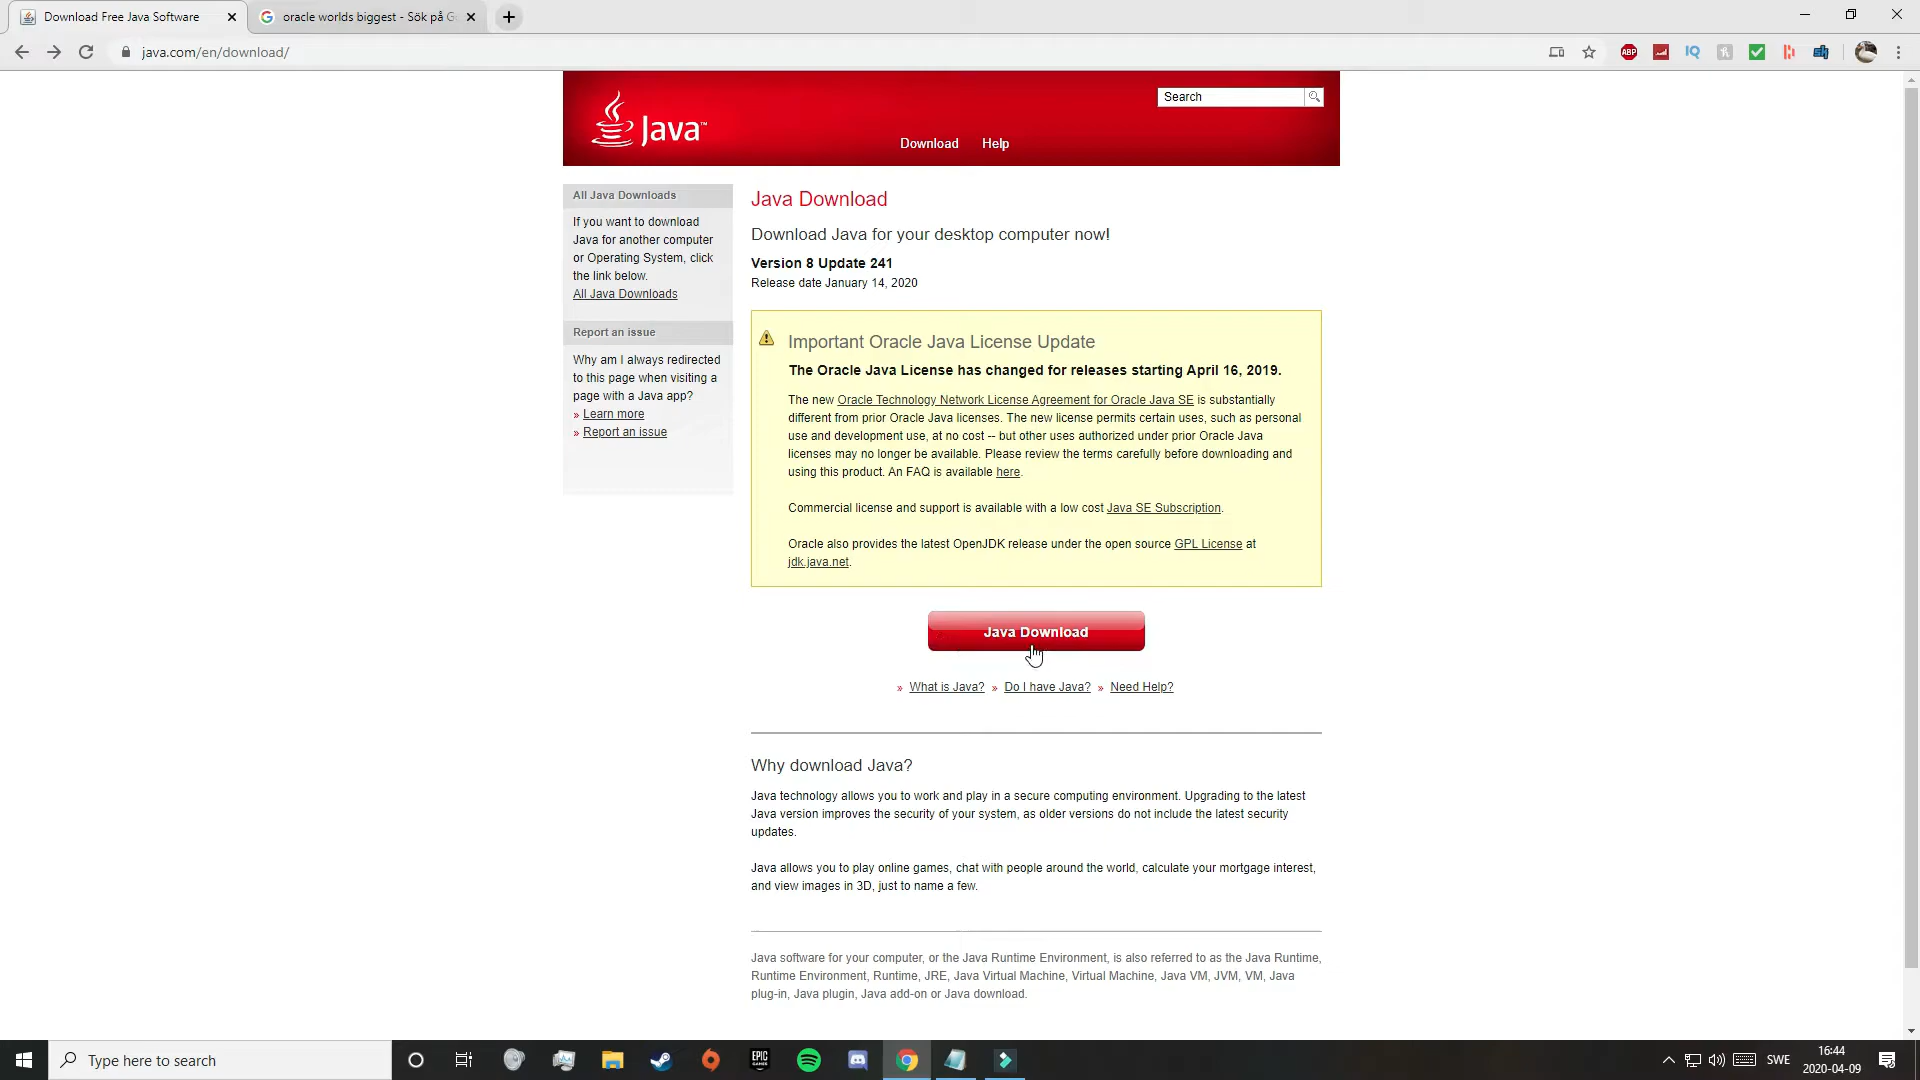 Download Free Java Software
oracle worlds biggest - Sök på G
java.com/en/download/
ABP
IQ
Java™
Search
Download Help
All Java Downloads
If you want to download
Java for another computer
or Operating System, click
the link below.
All Java Downloads
Report an issue
Why am I always redirected
to this page when visiting a
page with a Java app?
» Learn more
» Report an issue
Java Download
Download Java for your desktop computer now!
Version 8 Update 241
Release date January 14, 2020
Important Oracle Java License Update
The Oracle Java License has changed for releases starting April 16, 2019.
The new Oracle Technology Network License Agreement for Oracle Java SE is substantially
different from prior Oracle Java licenses. The new license permits certain uses, such as personal
use and development use, at no cost -- but other uses authorized under prior Oracle Java
licenses may no longer be available. Please review the terms carefully before downloading and
using this product. An FAQ is available here.
Commercial license and support is available with a low cost Java SE Subscription.
Oracle also provides the latest OpenJDK release under the open source GPL License at
jdk.java.net.
Java Download
» What is Java? » Do I have Java? » Need Help?
Why download Java?
Java technology allows you to work and play in a secure computing environment. Upgrading to the latest
Java version improves the security of your system, as older versions do not include the latest security
updates.
Java allows you to play online games, chat with people around the world, calculate your mortgage interest,
and view images in 3D, just to name a few.
Java software for your computer, or the Java Runtime Environment, is also referred to as the Java Runtime,
Runtime Environment, Runtime, JRE, Java Virtual Machine, Virtual Machine, Java VM, JVM, VM, Java
plug-in, Java plugin, Java add-on or Java download.
Type here to search
EPIC
GAMES
SWE
16:44
2020-04-09